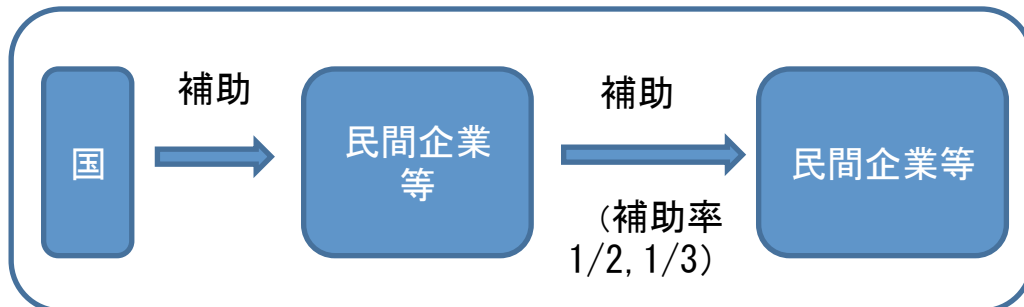 国
補助
民間企業
等
補助
（補助率
1/2,1/3）
民間企業等